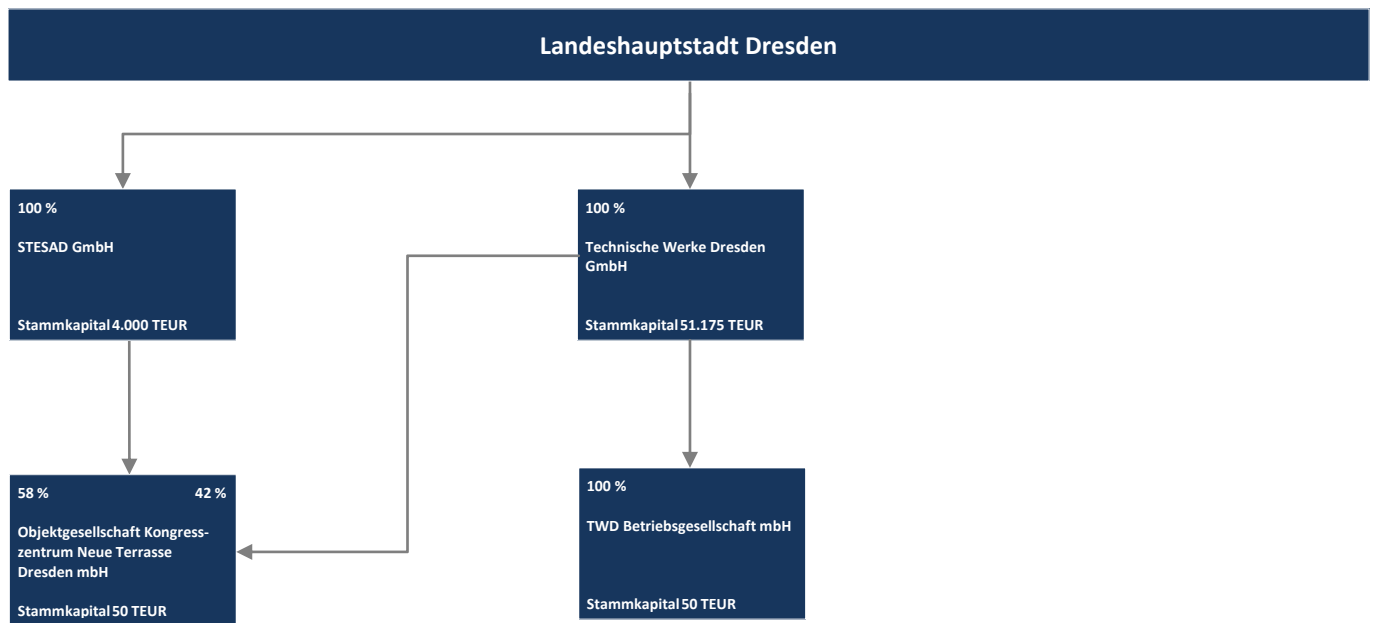 Landeshauptstadt Dresden
100 %
STESAD GmbH
Stammkapital 4.000 TEUR
100 %
Technische Werke Dresden
GmbH
Stammkapital 51.175 TEUR
58 % 42 %
Objektgesellschaft Kongress-
zentrum Neue Terrasse
Dresden mbH
Stammkapital 50 TEUR
100 %
TWD Betriebsgesellschaft mbH
Stammkapital 50 TEUR